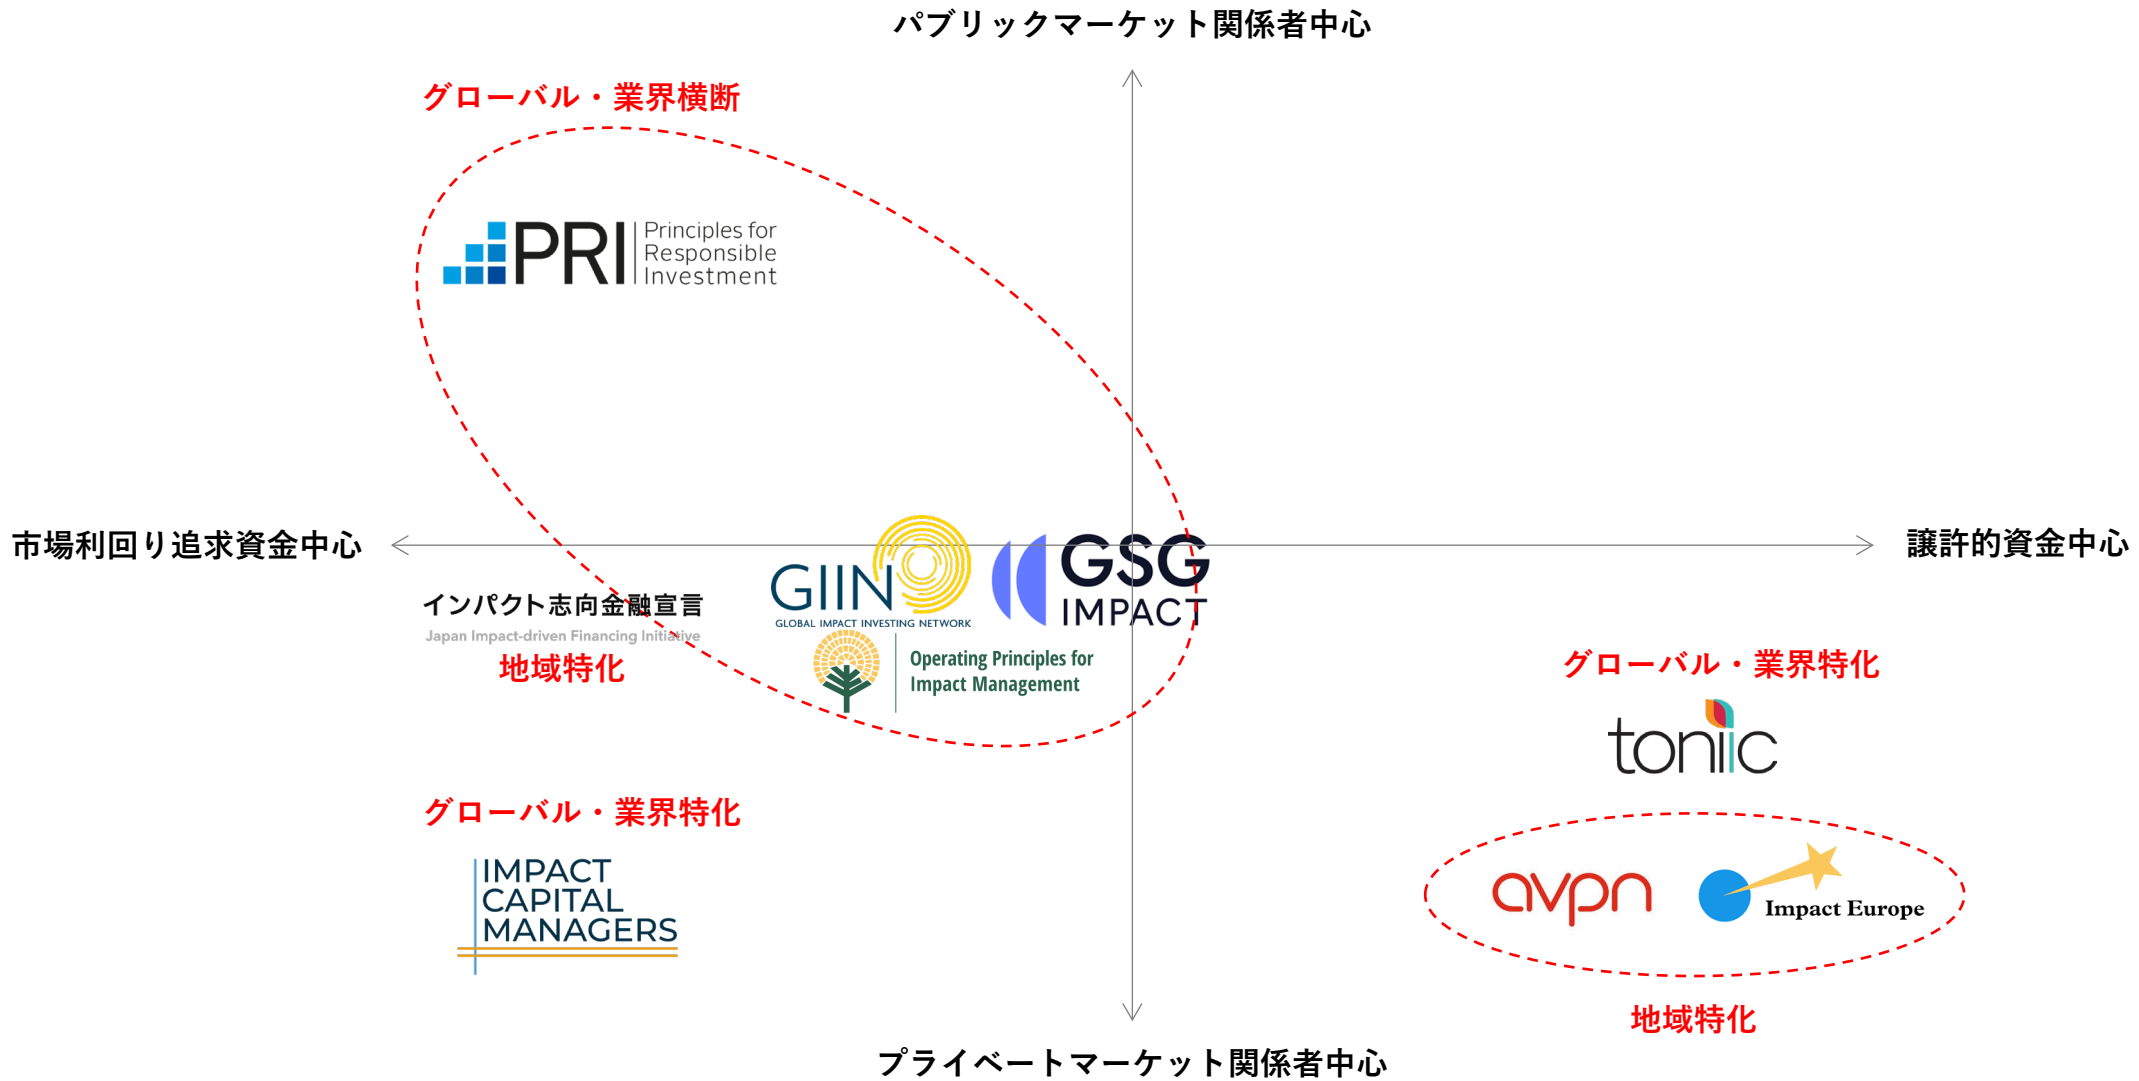 パブリックマーケット関係者中心
グローバル・業界横断
PRI
Principles for
Responsible
Investment
市場利回り追求資金中心
譲許的資金中心
GIIN
GLOBAL IMPACT INVESTING NETWORK
GSG
IMPACT
インパクト志向金融宣言
Japan Impact-driven Financing Initiative
地域特化
Operating Principles for
Impact Management
グローバル・業界特化
toniic
グローバル・業界特化
IMPACT
CAPITAL
MANAGERS
avpn
Impact Europe
地域特化
プライベートマーケット関係者中心